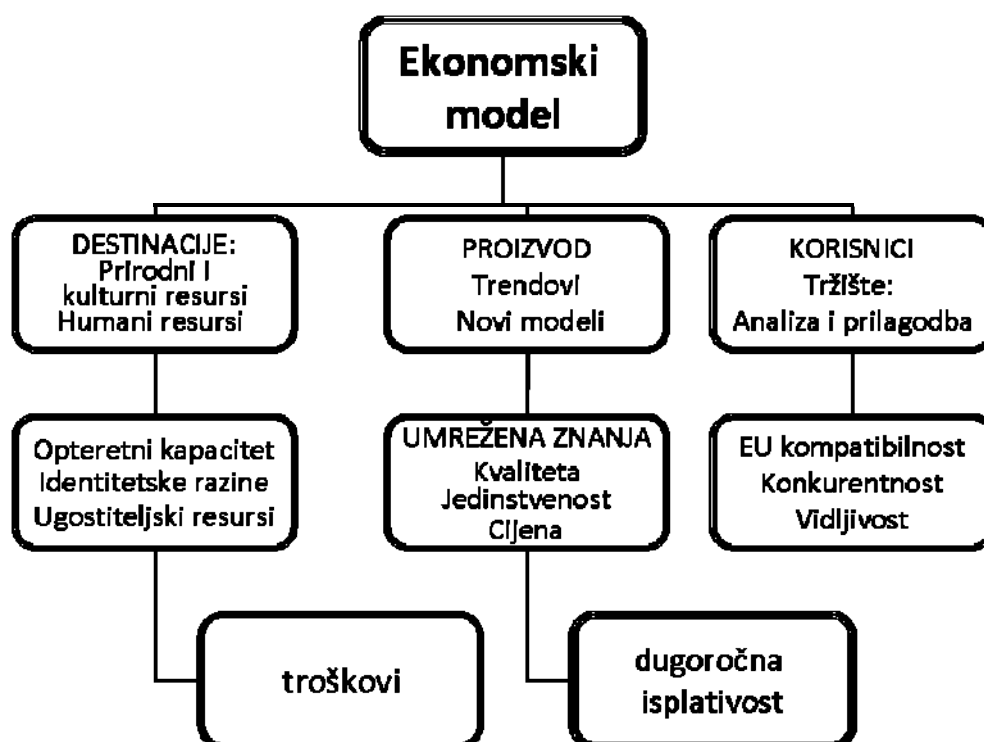 Ekonomski
model
DESTINACIJE:
Prirodni i
kulturni resursi
Humani resursi
PROIZVOD
Trendovi
Novi modeli
KORISNICI
Tržište:
Analiza i prilagodba
Opteretni kapacitet
Identitetske razine
Ugostiteljski resursi
UMREŽENA ZNANJA
Kvaliteta
Jedinstvenost
Cijena
EU kompatibilnost
Konkurentnost
Vidljivost
troškovi
dugoročna
isplativost